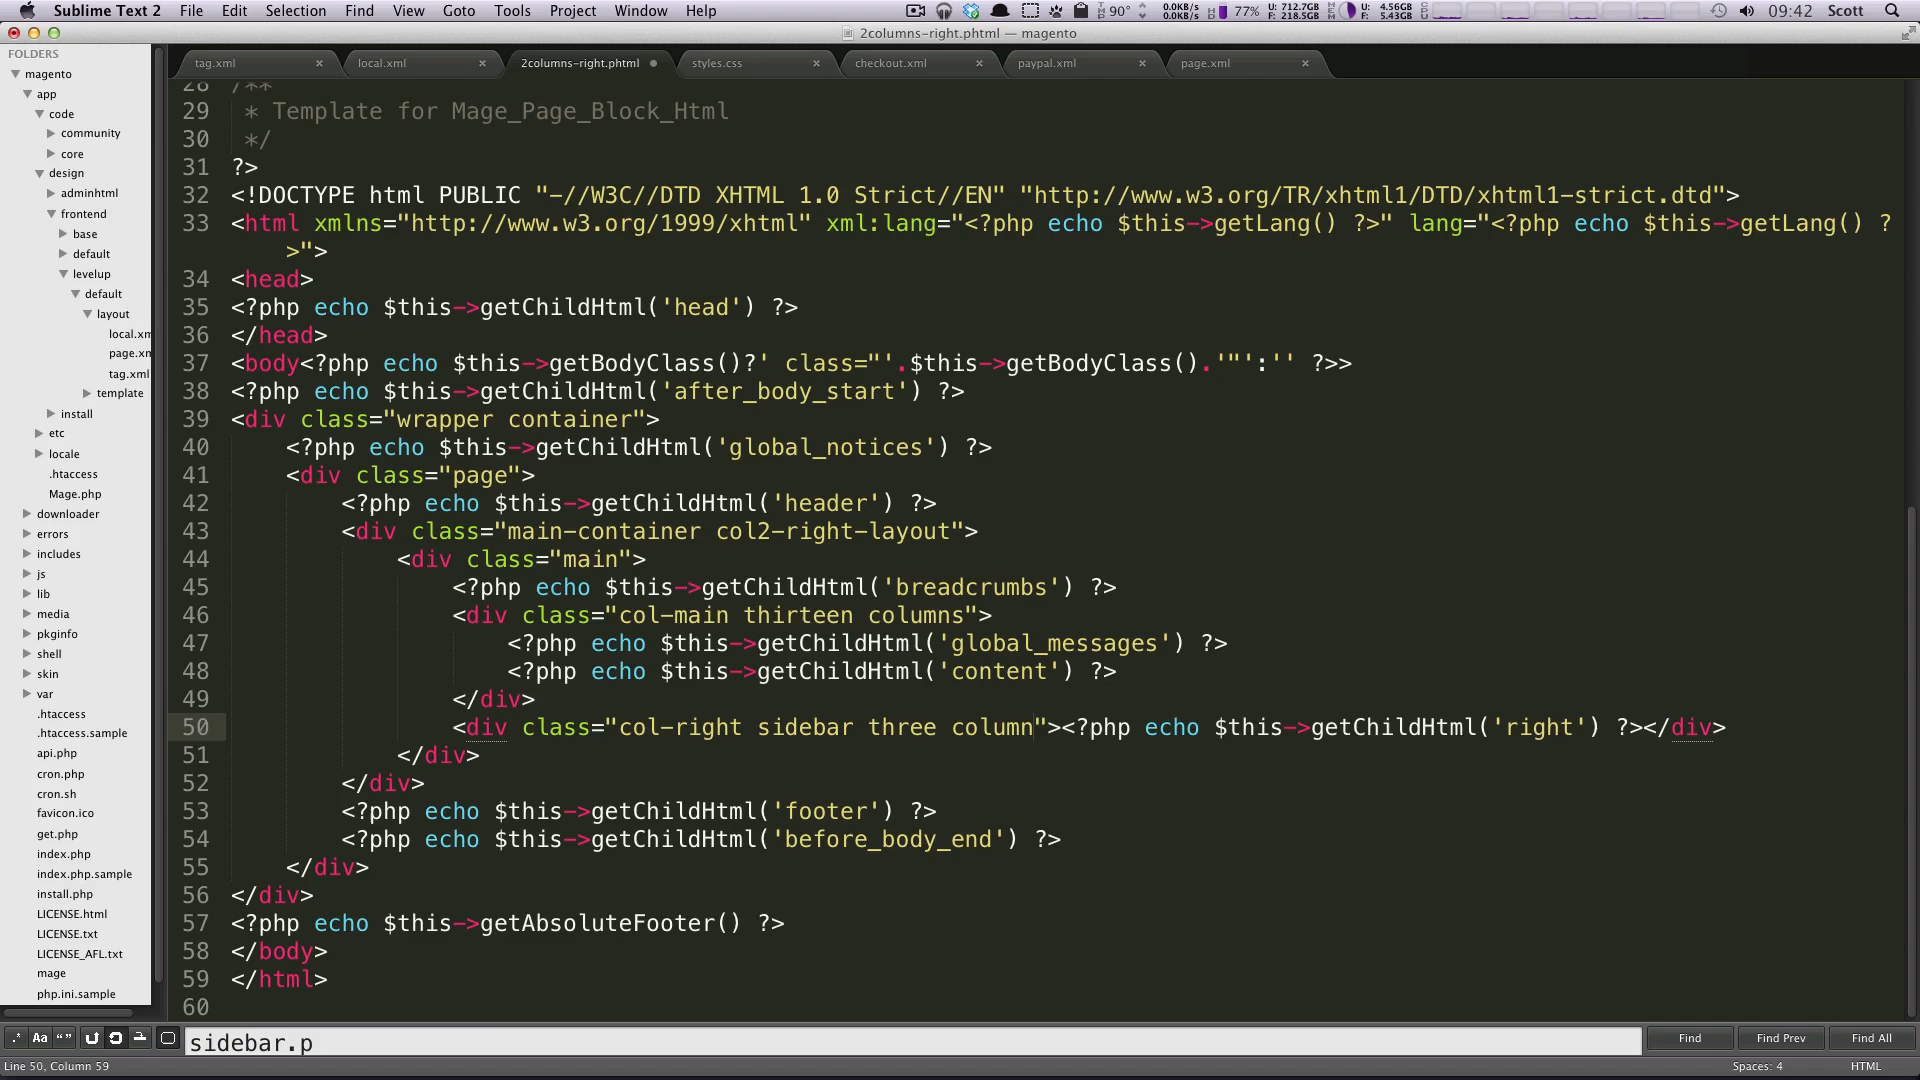 Sublime Text 2 File Edit Selection Find View Goto Tools Project Window Help 90° 0.0KB/s 0.0KB/s 77% U: 712.7GB F: 218.5GB U: 4.56GB F: 5.43GB 09:42 Scott
2columns-right.phtml — magento
FOLDERS
magento
app
code
community
core
design
adminhtml
frontend
base
default
levelup
default
layout
local.xm
page.xn
tag.xml
template
install
etc
locale
.htaccess
Mage.php
downloader
errors
includes
js
lib
media
pkginfo
shell
skin
var
.htaccess
.htaccess.sample
api.php
cron.php
cron.sh
favicon.ico
get.php
index.php
index.php.sample
install.php
LICENSE.html
LICENSE.txt
LICENSE_AFL.txt
mage
php.ini.sample
tag.xml local.xml 2columns-right.phtml styles.css checkout.xml paypal.xml page.xml
28 /**
29  * Template for Mage_Page_Block_Html
30  */
31 ?>
32 <!DOCTYPE html PUBLIC "-//W3C//DTD XHTML 1.0 Strict//EN" "http://www.w3.org/TR/xhtml1/DTD/xhtml1-strict.dtd">
33 <html xmlns="http://www.w3.org/1999/xhtml" xml:lang="<?php echo $this->getLang() ?>" lang="<?php echo $this->getLang() ?
>">
34 <head>
35 <?php echo $this->getChildHtml('head') ?>
36 </head>
37 <body<?php echo $this->getBodyClass()?' class="'.$this->getBodyClass().'"':'' ?>>
38 <?php echo $this->getChildHtml('after_body_start') ?>
39 <div class="wrapper container">
40     <?php echo $this->getChildHtml('global_notices') ?>
41     <div class="page">
42         <?php echo $this->getChildHtml('header') ?>
43         <div class="main-container col2-right-layout">
44             <div class="main">
45                 <?php echo $this->getChildHtml('breadcrumbs') ?>
46                 <div class="col-main thirteen columns">
47                     <?php echo $this->getChildHtml('global_messages') ?>
48                     <?php echo $this->getChildHtml('content') ?>
49                 </div>
50                 <div class="col-right sidebar three column"><?php echo $this->getChildHtml('right') ?></div>
51             </div>
52         </div>
53         <?php echo $this->getChildHtml('footer') ?>
54         <?php echo $this->getChildHtml('before_body_end') ?>
55     </div>
56 </div>
57 <?php echo $this->getAbsoluteFooter() ?>
58 </body>
59 </html>
60
.* Aa “” sidebar.p Find Find Prev Find All
Line 50, Column 59 Spaces: 4 HTML